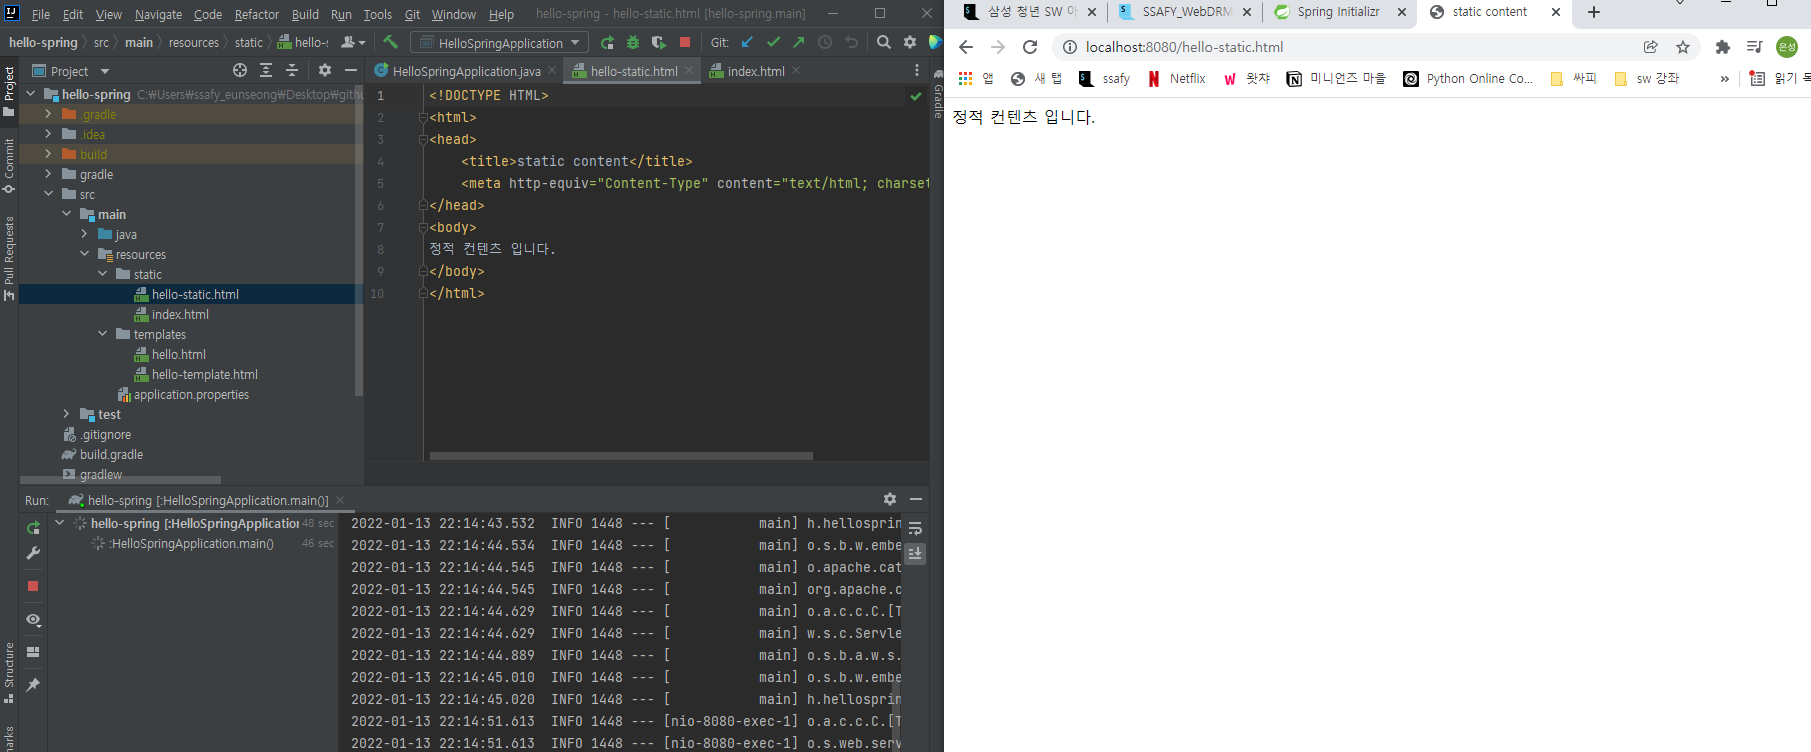 File Edit View Navigate Code Refactor Build Run Tools Git Window Help hello-spring - hello-static.html [hello-spring.main]
hello-spring src main resources static hello-s HelloSpringApplication Git:
Project
HelloSpringApplication.java hello-static.html index.html
Project
Commit
Pull Requests
Structure
hello-spring C:₩Users₩ssafy_eunseong₩Desktop₩githu
.gradle
.idea
build
gradle
src
main
java
resources
static
hello-static.html
index.html
templates
hello.html
hello-template.html
application.properties
test
.gitignore
build.gradle
gradlew
1 <!DOCTYPE HTML>
2 <html>
3 <head>
4 <title>static content</title>
5 <meta http-equiv="Content-Type" content="text/html; charset
6 </head>
7 <body>
8 정적 컨텐츠 입니다.
9 </body>
10 </html>
Gradle
Run: hello-spring [:HelloSpringApplication.main()]
hello-spring [:HelloSpringApplication 48 sec
:HelloSpringApplication.main() 46 sec
2022-01-13 22:14:43.532 INFO 1448 --- [ main] h.hellosprin
2022-01-13 22:14:44.534 INFO 1448 --- [ main] o.s.b.w.embe
2022-01-13 22:14:44.545 INFO 1448 --- [ main] o.apache.cat
2022-01-13 22:14:44.545 INFO 1448 --- [ main] org.apache.c
2022-01-13 22:14:44.629 INFO 1448 --- [ main] o.a.c.c.C.[T
2022-01-13 22:14:44.629 INFO 1448 --- [ main] w.s.c.Servle
2022-01-13 22:14:44.889 INFO 1448 --- [ main] o.s.b.a.w.s.
2022-01-13 22:14:45.010 INFO 1448 --- [ main] o.s.b.w.embe
2022-01-13 22:14:45.020 INFO 1448 --- [ main] h.hellosprin
2022-01-13 22:14:51.613 INFO 1448 --- [nio-8080-exec-1] o.a.c.c.C.[T
2022-01-13 22:14:51.613 INFO 1448 --- [nio-8080-exec-1] o.s.web.serv
삼성 청년 SW 아 SSAFY_WebDRM Spring Initializr static content
localhost:8080/hello-static.html 은성
앱 새 탭 ssafy Netflix 왓챠 미니언즈 마을 Python Online Co... 싸피 sw 강좌 » 읽기 목
정적 컨텐츠 입니다.